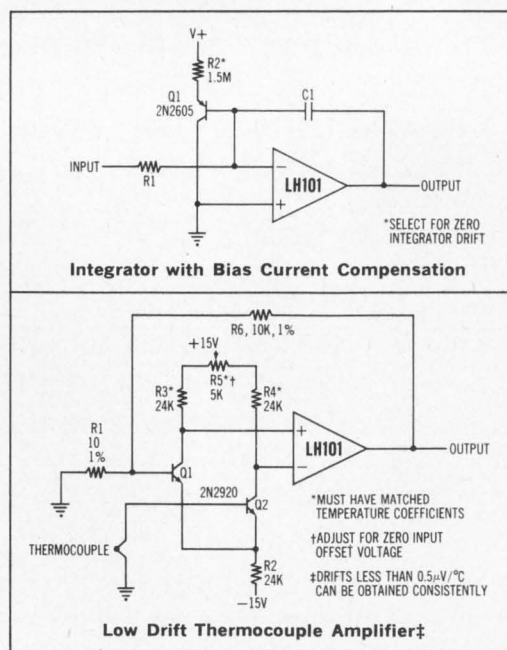 V+
R2*
1.5M
Q1
2N2605
C1
INPUT
R1
−
+
LH101
OUTPUT
*SELECT FOR ZERO
INTEGRATOR DRIFT
Integrator with Bias Current Compensation
R6, 10K, 1%
+15V
R3*
24K
R5*†
5K
R4*
24K
R1
10
1%
Q1
+
−
LH101
OUTPUT
2N2920
Q2
THERMOCOUPLE
R2
24K
−15V
*MUST HAVE MATCHED
TEMPERATURE COEFFICIENTS
†ADJUST FOR ZERO INPUT
OFFSET VOLTAGE
‡DRIFTS LESS THAN 0.5μV/°C
CAN BE OBTAINED CONSISTENTLY
Low Drift Thermocouple Amplifier‡